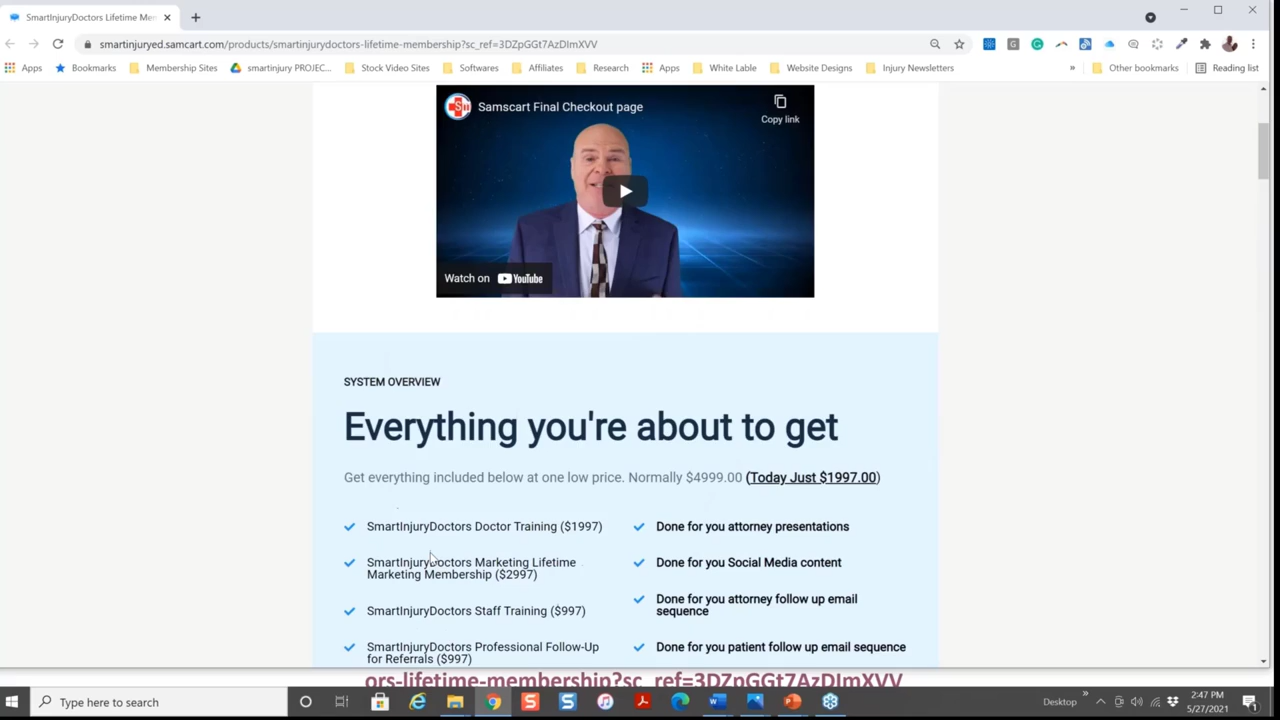 SmartInjuryDoctors Lifetime Mem
smartinjuryed.samcart.com/products/smartinjurydoctors-lifetime-membership?sc_ref=3DZpGGt7AzDImXVV
Apps Bookmarks Membership Sites smartinjury PROJEC... Stock Video Sites Softwares Affiliates Research Apps White Lable Website Designs Injury Newsletters » Other bookmarks Reading list
Samscart Final Checkout page
Copy link
Watch on YouTube
SYSTEM OVERVIEW
Everything you're about to get
Get everything included below at one low price. Normally $4999.00 (Today Just $1997.00)
SmartInjuryDoctors Doctor Training ($1997)
SmartInjuryDoctors Marketing Lifetime
Marketing Membership ($2997)
SmartInjuryDoctors Staff Training ($997)
SmartInjuryDoctors Professional Follow-Up
for Referrals ($997)
Done for you attorney presentations
Done for you Social Media content
Done for you attorney follow up email
sequence
Done for you patient follow up email sequence
ors-lifetime-membership?sc_ref=3DZpGGt7AzDImXVV
Type here to search
Desktop »
2:47 PM
5/27/2021